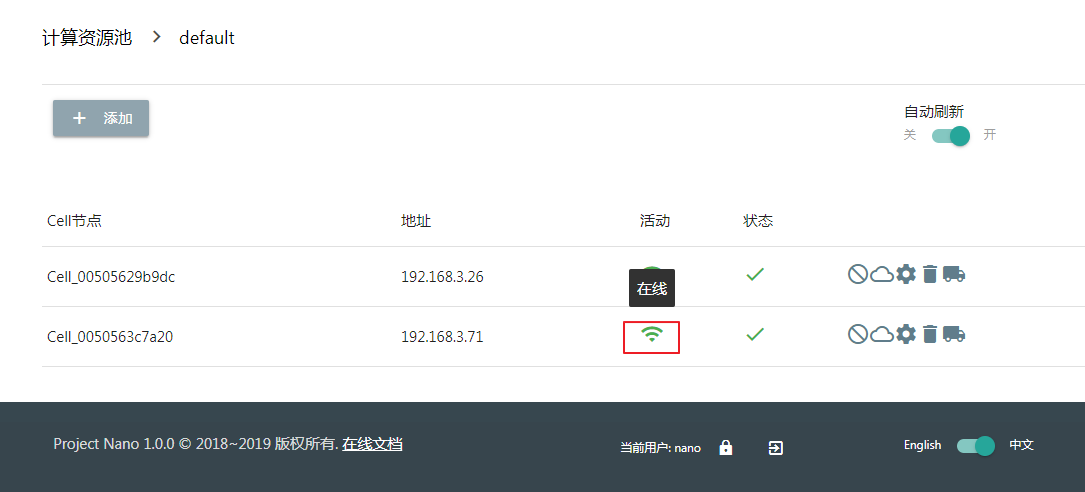 计算资源池 > default
+ 添加
自动刷新
关 开
Cell节点 地址 活动 状态
Cell_00505629b9dc 192.168.3.26
在线
Cell_0050563c7a20 192.168.3.71
Project Nano 1.0.0 © 2018~2019 版权所有. 在线文档
当前用户: nano
English 中文